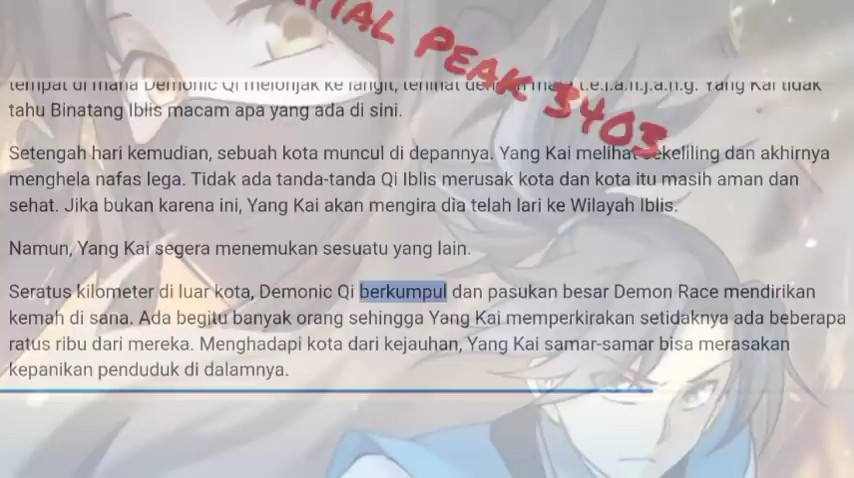 TIAL PEAK 3403
tempat di mana Demonic Qi melonjak ke langit, terlihat t.e.l.a.n.j.a.n.g. Yang Kai tidak
tahu Binatang Iblis macam apa yang ada di sini.
Setengah hari kemudian, sebuah kota muncul di depannya. Yang Kai melihat sekeliling dan akhirnya
menghela nafas lega. Tidak ada tanda-tanda Qi Iblis merusak kota dan kota itu masih aman dan
sehat. Jika bukan karena ini, Yang Kai akan mengira dia telah lari ke Wilayah Iblis.
Namun, Yang Kai segera menemukan sesuatu yang lain.
Seratus kilometer di luar kota, Demonic Qi berkumpul dan pasukan besar Demon Race mendirikan
kemah di sana. Ada begitu banyak orang sehingga Yang Kai memperkirakan setidaknya ada beberapa
ratus ribu dari mereka. Menghadapi kota dari kejauhan, Yang Kai samar-samar bisa merasakan
kepanikan penduduk di dalamnya.